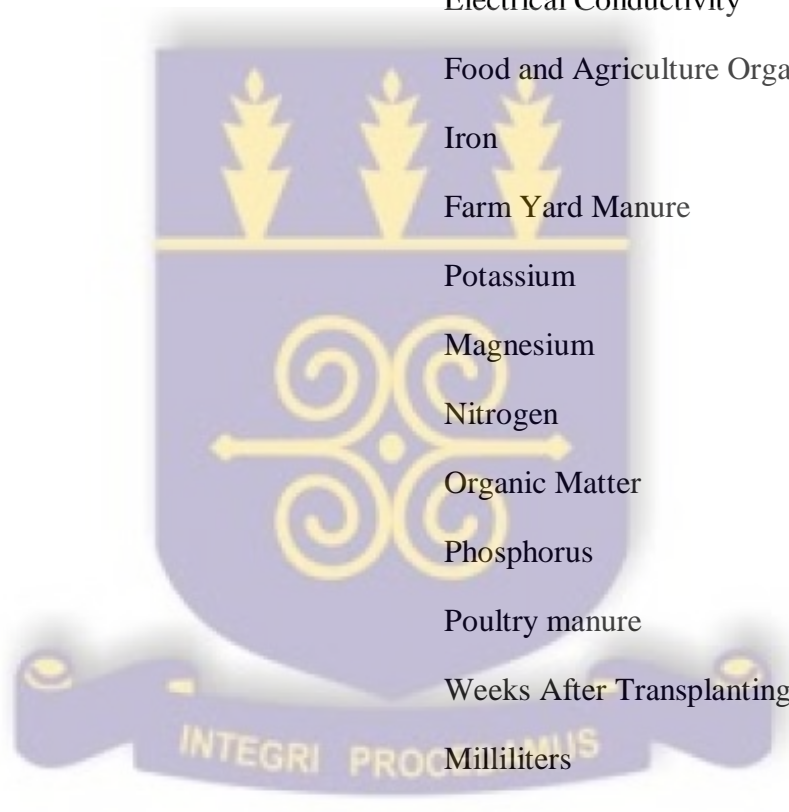 Electrical Conductivity
Food and Agriculture Orga
Iron
Farm Yard Manure
Potassium
Magnesium
Nitrogen
Organic Matter
Phosphorus
Poultry manure
Weeks After Transplanting
INTEGRI PROCEDAMUS
Milliliters